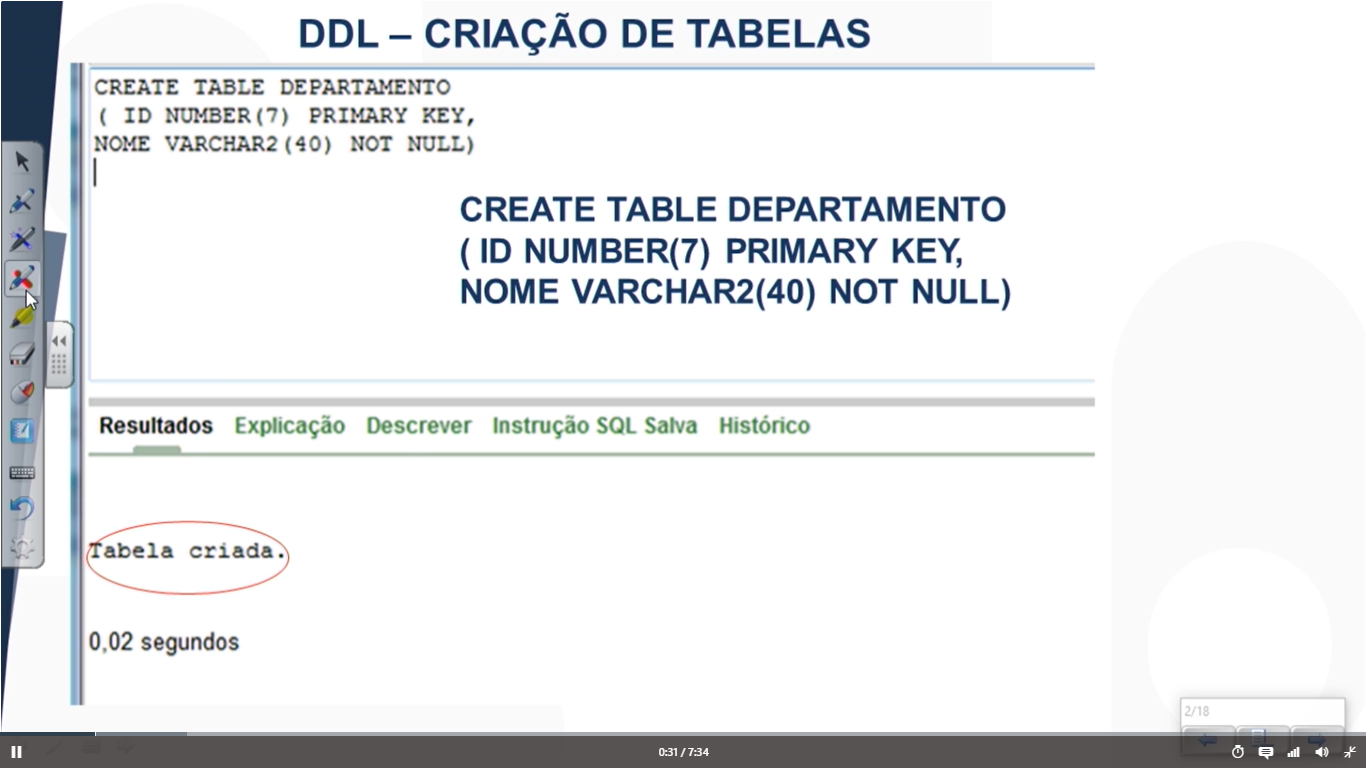 DDL – CRIAÇÃO DE TABELAS
CREATE TABLE DEPARTAMENTO
( ID NUMBER(7) PRIMARY KEY,
NOME VARCHAR2(40) NOT NULL)
CREATE TABLE DEPARTAMENTO
( ID NUMBER(7) PRIMARY KEY,
NOME VARCHAR2(40) NOT NULL)
Resultados Explicação Descrever Instrução SQL Salva Histórico
Tabela criada.
0,02 segundos
2/18
0:31 / 7:34